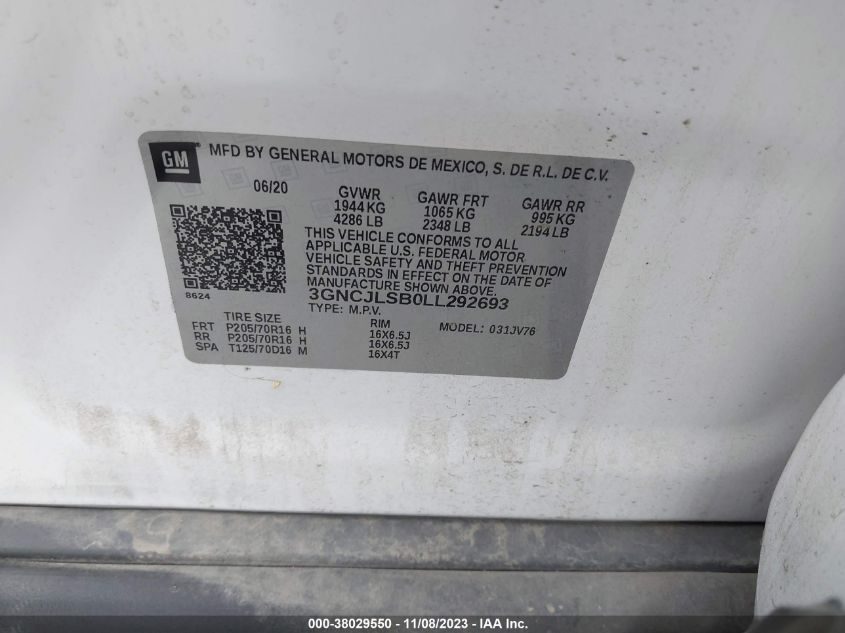 GM MFD BY GENERAL MOTORS DE MEXICO, S. DE R.L. DE C.V.
06/20 GVWR GAWR FRT GAWR RR
1944 KG 1065 KG 995 KG
4286 LB 2348 LB 2194 LB
THIS VEHICLE CONFORMS TO ALL
APPLICABLE U.S. FEDERAL MOTOR
VEHICLE SAFETY AND THEFT PREVENTION
STANDARDS IN EFFECT ON THE DATE OF
MANUFACTURE SHOWN ABOVE.
8624 3GNCJLSB0LL292693
TYPE: M.P.V.
TIRE SIZE RIM MODEL: 031JV76
FRT P205/70R16 H 16X6.5J
RR P205/70R16 H 16X6.5J
SPA T125/70D16 M 16X4T
000-38029550 - 11/08/2023 - IAA Inc.